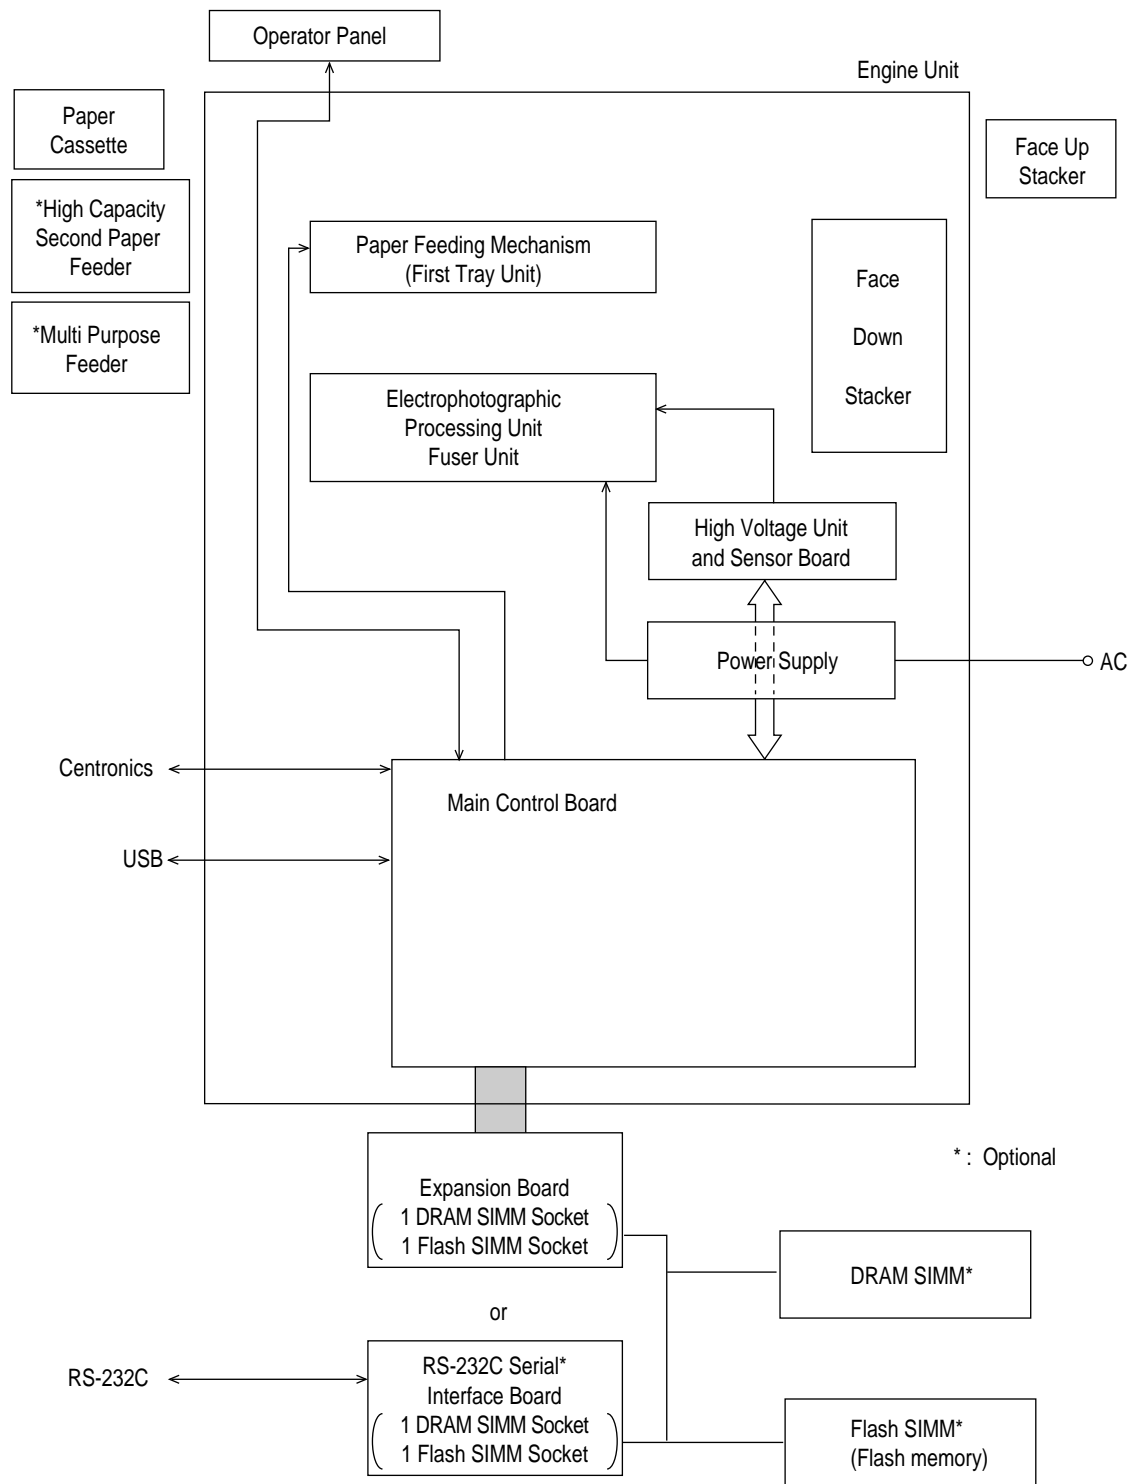 Operator Panel
Engine Unit
Paper
Cassette
Face Up
Stacker
*High Capacity
Second Paper
Feeder
Paper Feeding Mechanism
(First Tray Unit)
Face
Down
Stacker
*Multi Purpose
Feeder
Electrophotographic
Processing Unit
Fuser Unit
High Voltage Unit
and Sensor Board
Power Supply
AC
Centronics
Main Control Board
USB
* : Optional
Expansion Board
1 DRAM SIMM Socket
1 Flash SIMM Socket
DRAM SIMM*
or
RS-232C
RS-232C Serial*
Interface Board
1 DRAM SIMM Socket
1 Flash SIMM Socket
Flash SIMM*
(Flash memory)